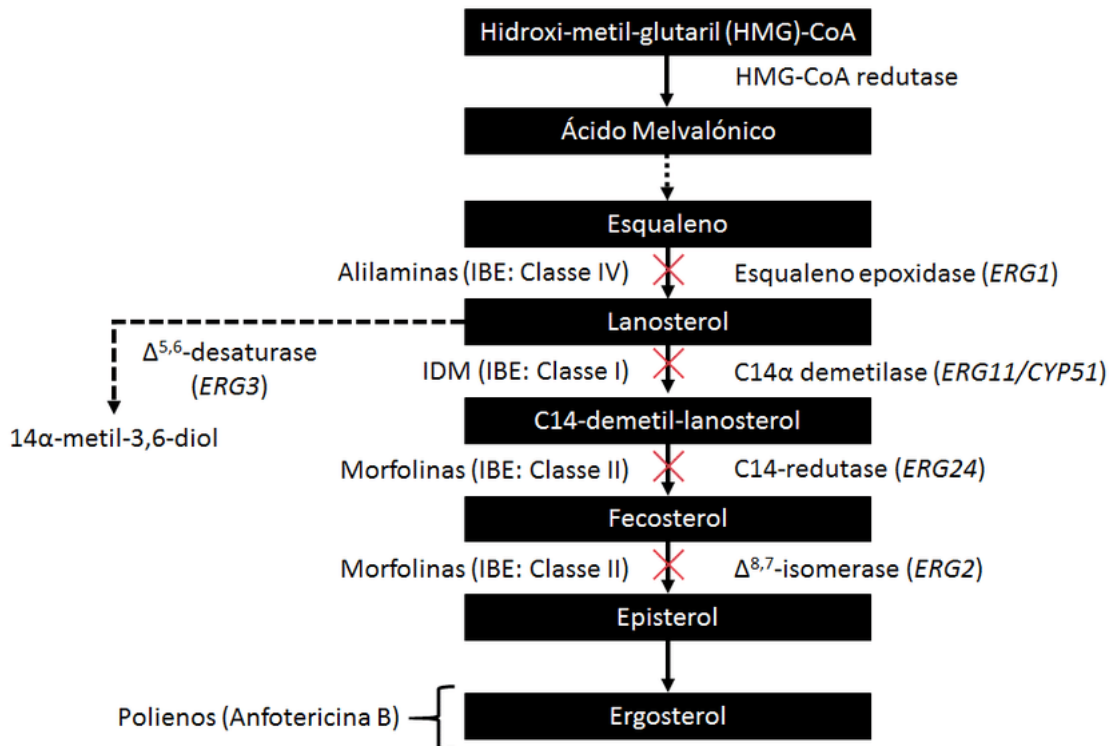 Hidroxi-metil-glutaril (HMG)-CoA
HMG-CoA redutase
Ácido Melvalónico
Esqualeno
Alilaminas (IBE: Classe IV)
Esqualeno epoxidase (ERG1)
Lanosterol
Δ5,6-desaturase
(ERG3)
IDM (IBE: Classe I)
C14α demetilase (ERG11/CYP51)
14α-metil-3,6-diol
C14-demetil-lanosterol
Morfolinas (IBE: Classe II)
C14-redutase (ERG24)
Fecosterol
Morfolinas (IBE: Classe II)
Δ8,7-isomerase (ERG2)
Episterol
Polienos (Anfotericina B)
Ergosterol